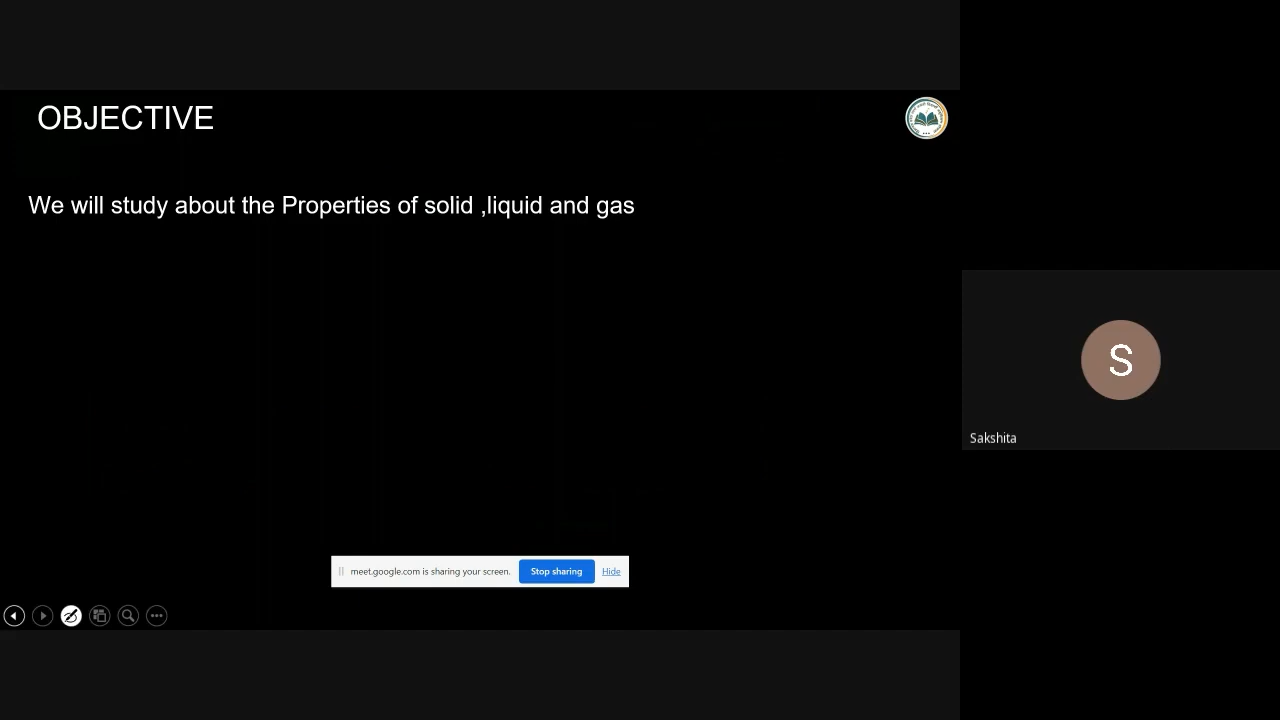 OBJECTIVE
We will study about the Properties of solid ,liquid and gas
S
Sakshita
meet.google.com is sharing your screen. Stop sharing Hide